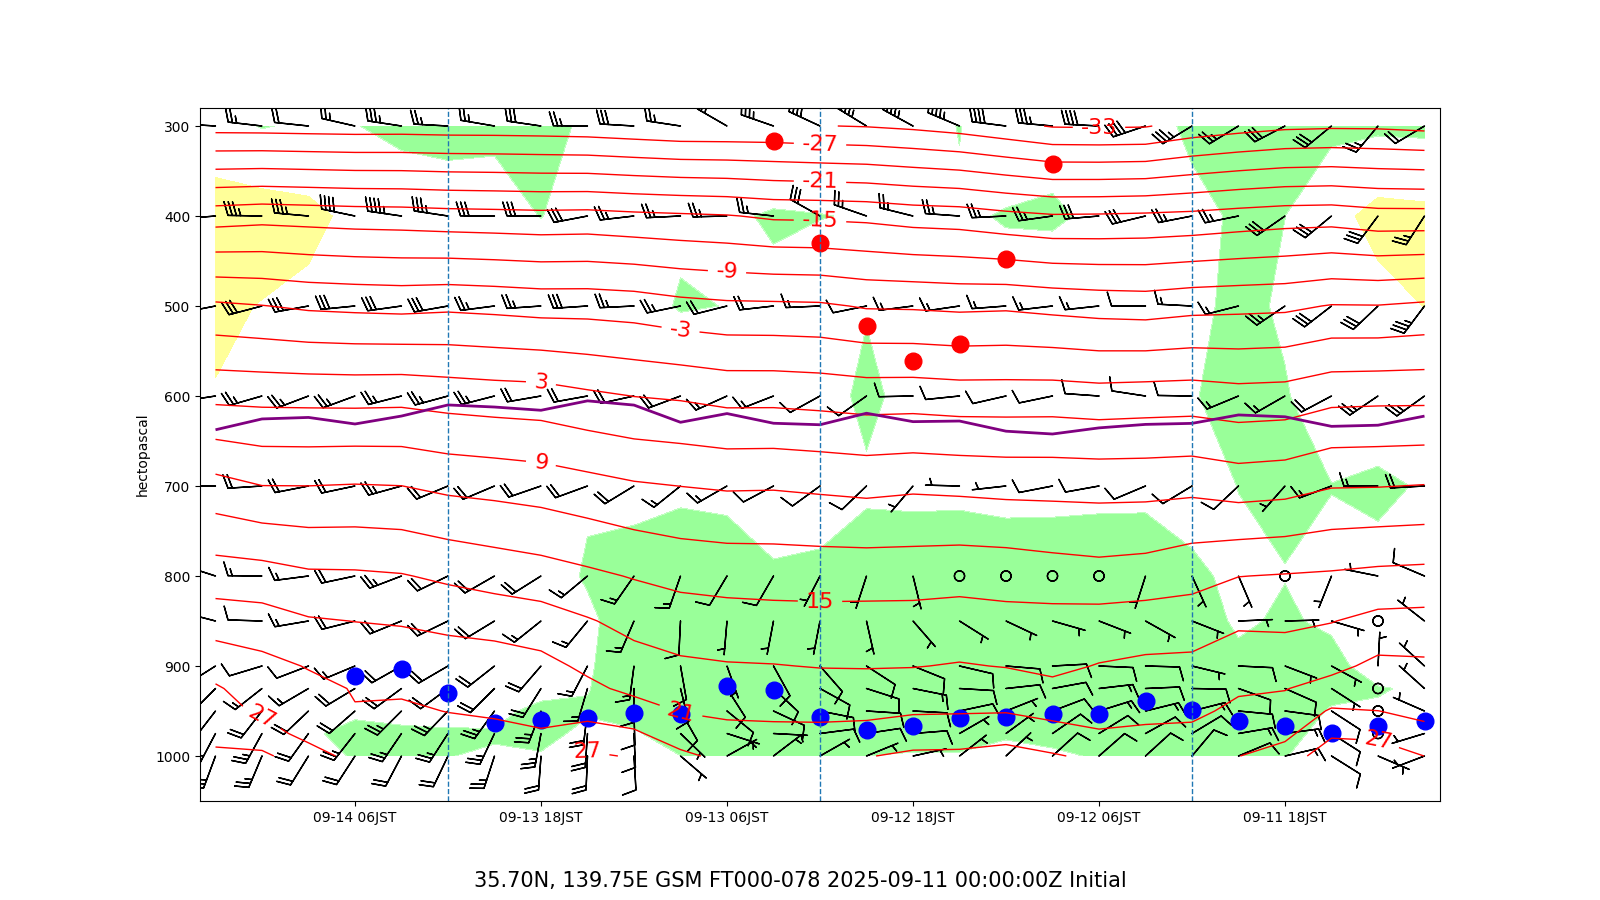 300
400
500
600
700
800
900
1000
hectopascal
-33
-27
-21
-15
-9
-3
3
9
15
21
27
27
27
09-14 06JST
09-13 18JST
09-13 06JST
09-12 18JST
09-12 06JST
09-11 18JST
35.70N, 139.75E GSM FT000-078 2025-09-11 00:00:00Z Initial